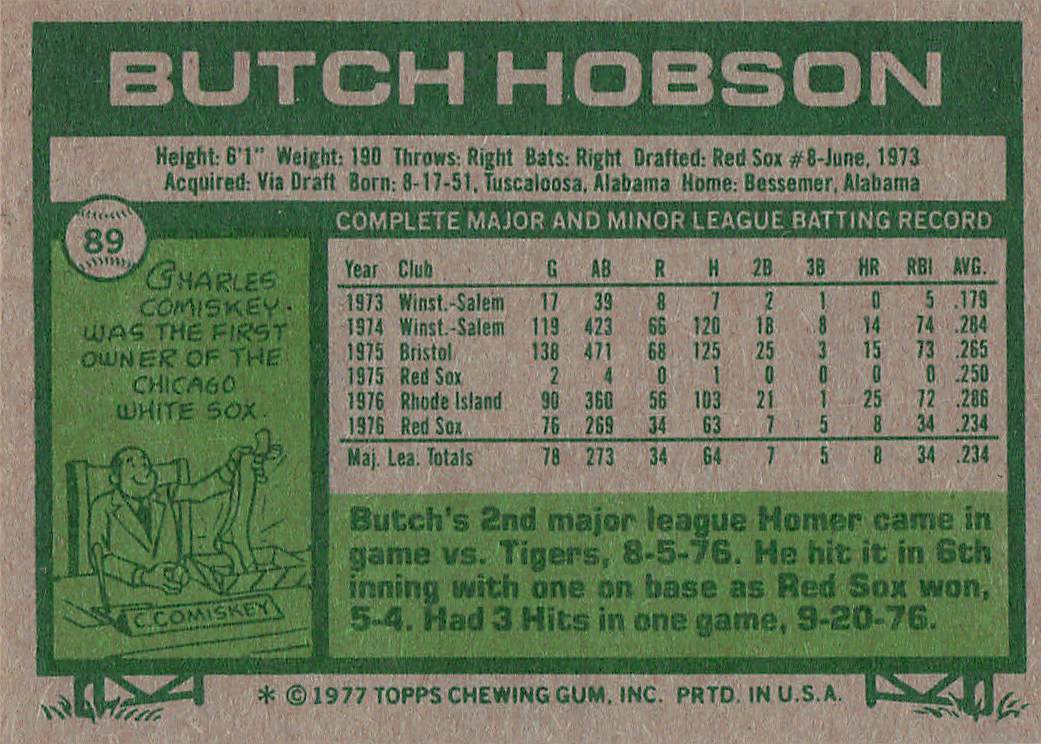 BUTCH HOBSON
Height: 6'1" Weight: 190 Throws: Right Bats: Right Drafted: Red Sox #8-June, 1973
Acquired: Via Draft Born: 8-17-51, Tuscaloosa, Alabama Home: Bessemer, Alabama
89
CHARLES
COMISKEY
WAS THE FIRST
OWNER OF THE
CHICAGO
WHITE SOX.
C. COMISKEY
COMPLETE MAJOR AND MINOR LEAGUE BATTING RECORD
Year Club G AB R H 2B 3B HR RBI AVG.
1973 Winst.-Salem 17 39 8 7 2 1 0 5 .179
1974 Winst.-Salem 119 423 66 120 18 8 14 74 .284
1975 Bristol 138 471 68 125 25 3 15 73 .265
1975 Red Sox 2 4 0 1 0 0 0 0 .250
1976 Rhode Island 90 360 56 103 21 1 25 72 .286
1976 Red Sox 76 269 34 63 7 5 8 34 .234
Maj. Lea. Totals 78 273 34 64 7 5 8 34 .234
Butch's 2nd major league Homer came in
game vs. Tigers, 8-5-76. He hit it in 6th
inning with one on base as Red Sox won,
5-4. Had 3 Hits in one game, 9-20-76.
* © 1977 TOPPS CHEWING GUM, INC. PRTD. IN U.S.A.